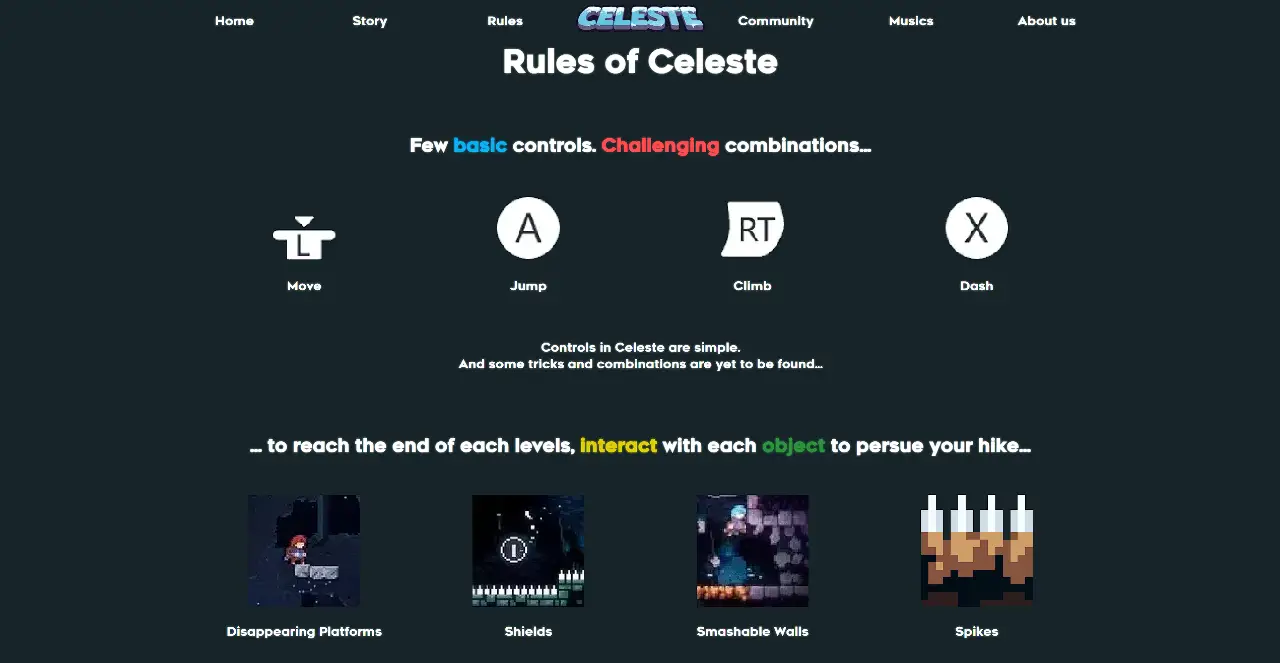 Home Story Rules CELESTE Community Musics About us
Rules of Celeste
Few basic controls. Challenging combinations...
L A RT X
Move Jump Climb Dash
Controls in Celeste are simple.
And some tricks and combinations are yet to be found...
... to reach the end of each levels, interact with each object to persue your hike...
Disappearing Platforms Shields Smashable Walls Spikes